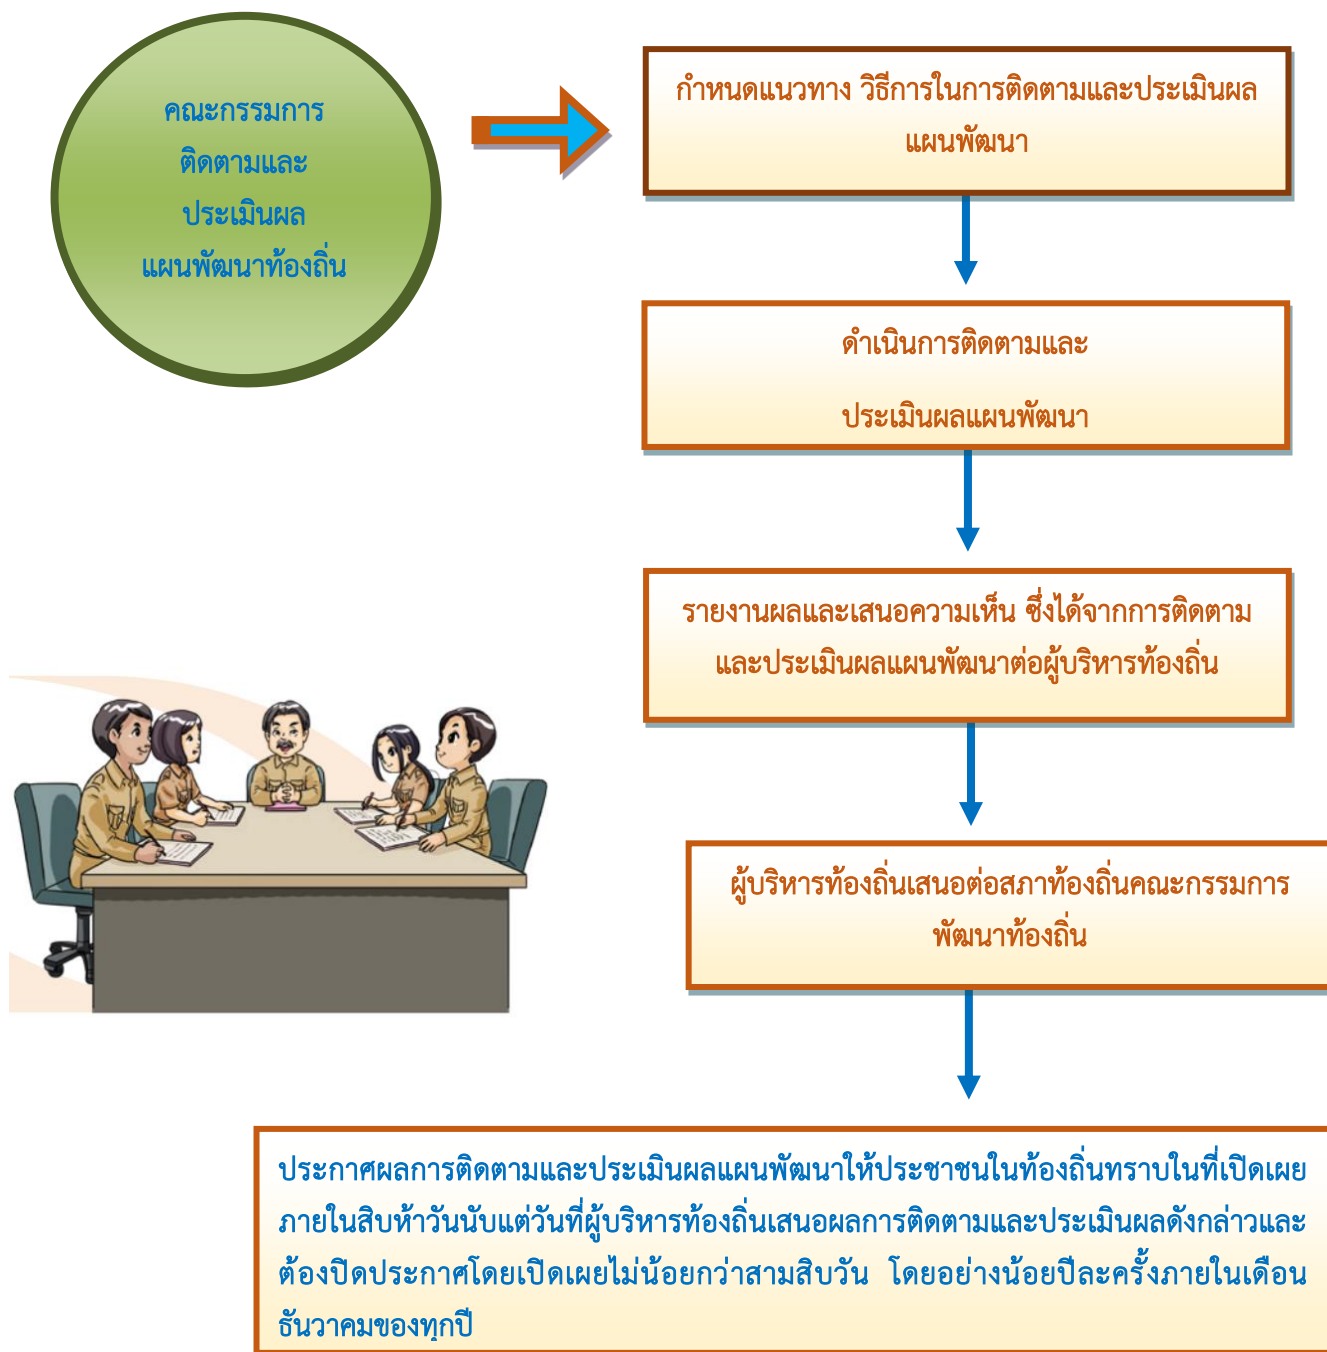 คณะกรรมการ
ติดตามและ
ประเมินผล
แผนพัฒนาท้องถิ่น
กำหนดแนวทาง วิธีการในการติดตามและประเมินผล
แผนพัฒนา
ดำเนินการติดตามและ
ประเมินผลแผนพัฒนา
รายงานผลและเสนอความเห็น ซึ่งได้จากการติดตาม
และประเมินผลแผนพัฒนาต่อผู้บริหารท้องถิ่น
ผู้บริหารท้องถิ่นเสนอต่อสภาท้องถิ่นคณะกรรมการ
พัฒนาท้องถิ่น
ประกาศผลการติดตามและประเมินผลแผนพัฒนาให้ประชาชนในท้องถิ่นทราบในที่เปิดเผย
ภายในสิบห้าวันนับแต่วันที่ผู้บริหารท้องถิ่นเสนอผลการติดตามและประเมินผลดังกล่าวและ
ต้องปิดประกาศโดยเปิดเผยไม่น้อยกว่าสามสิบวัน โดยอย่างน้อยปีละครั้งภายในเดือน
ธันวาคมของทุกปี